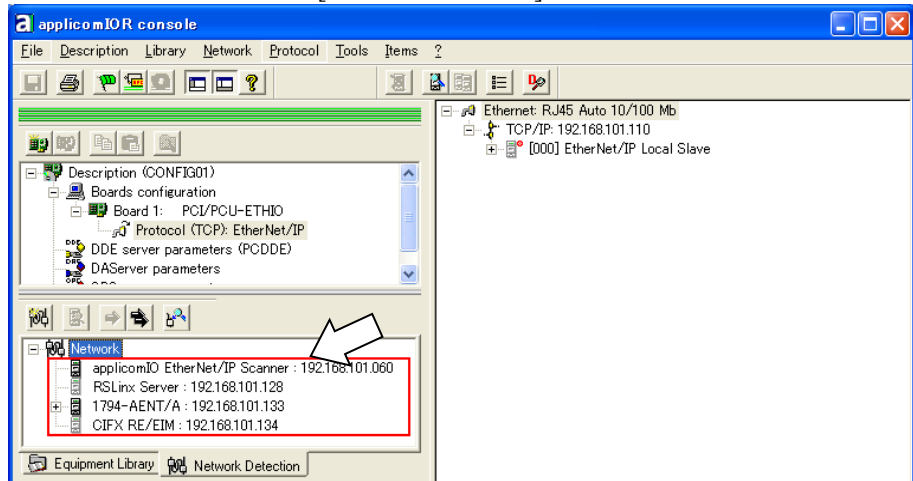 applicomIOR console
File Description Library Network Protocol Tools Items ?
Ethernet: RJ45 Auto 10/100 Mb
TCP/IP: 192.168.101.110
[000] EtherNet/IP Local Slave
Description (CONFIG01)
Boards configuration
Board 1: PCI/PCU-ETHIO
Protocol (TCP): EtherNet/IP
DDE server parameters (PCDDE)
DAServer parameters
Network
applicomIO EtherNet/IP Scanner : 192.168.101.060
RSLinx Server : 192.168.101.128
1794-AENT/A : 192.168.101.133
CIFX RE/EIM : 192.168.101.134
Equipment Library Network Detection